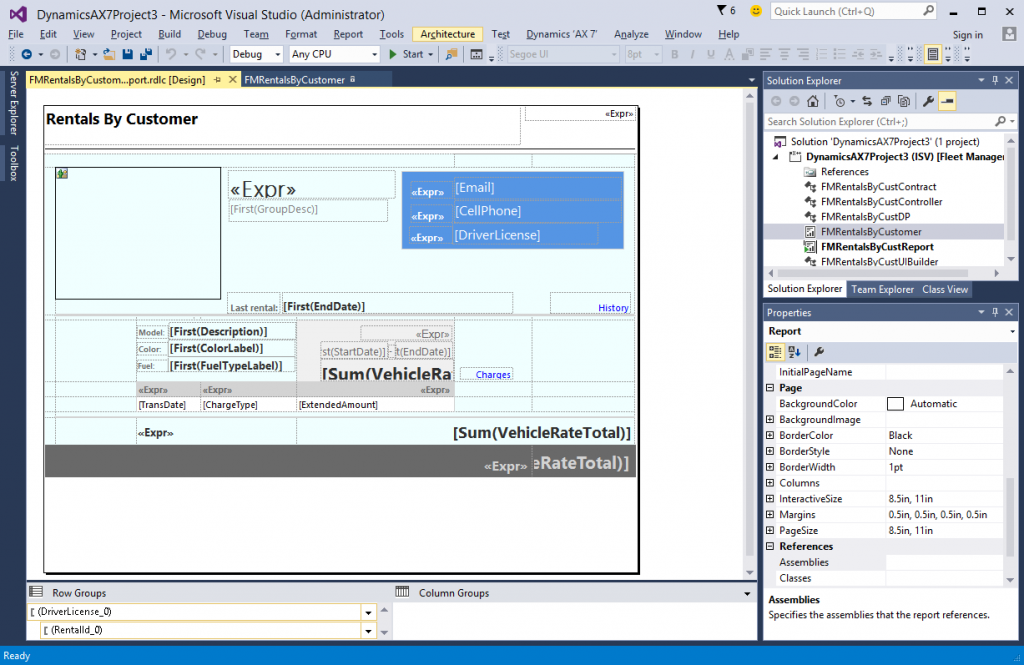 DynamicsAX7Project3 - Microsoft Visual Studio (Administrator)
6
Quick Launch (Ctrl+Q)
File Edit View Project Build Debug Team Format Report Tools Architecture Test Dynamics 'AX 7' Analyze Window Help
Sign in
Debug Any CPU Start Segoe UI 8pt
Server Explorer
Toolbox
FMRentalsByCustom...port.rdlc [Design] FMRentalsByCustomer
Rentals By Customer
«Expr»
«Expr»
[First(GroupDesc)]
«Expr» [Email]
«Expr» [CellPhone]
«Expr» [DriverLicense]
Last rental: [First(EndDate)]
History
Model: [First(Description)]
«Expr»
Color: [First(ColorLabel)]
st(StartDate)] - t(EndDate)]
Fuel: [First(FuelTypeLabel)]
[Sum(VehicleRa
Charges
«Expr» «Expr» «Expr»
[TransDate] [ChargeType] [ExtendedAmount]
«Expr» [Sum(VehicleRateTotal)]
«Expr» eRateTotal)]
Row Groups
Column Groups
[ (DriverLicense_0)
[ (RentalId_0)
Solution Explorer
Search Solution Explorer (Ctrl+;)
Solution 'DynamicsAX7Project3' (1 project)
DynamicsAX7Project3 (ISV) [Fleet Manager
References
FMRentalsByCustContract
FMRentalsByCustController
FMRentalsByCustDP
FMRentalsByCustomer
FMRentalsByCustReport
FMRentalsByCustUIBuilder
Solution Explorer Team Explorer Class View
Properties
Report
InitialPageName
Page
BackgroundColor Automatic
BackgroundImage
BorderColor Black
BorderStyle None
BorderWidth 1pt
Columns
InteractiveSize 8.5in, 11in
Margins 0.5in, 0.5in, 0.5in, 0.5in
PageSize 8.5in, 11in
References
Assemblies
Classes
Assemblies
Specifies the assemblies that the report references.
Ready